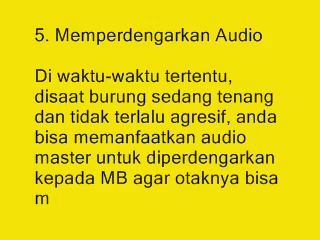 5. Memperdengarkan Audio
Di waktu-waktu tertentu,
disaat burung sedang tenang
dan tidak terlalu agresif, anda
bisa memanfaatkan audio
master untuk diperdengarkan
kepada MB agar otaknya bisa
m